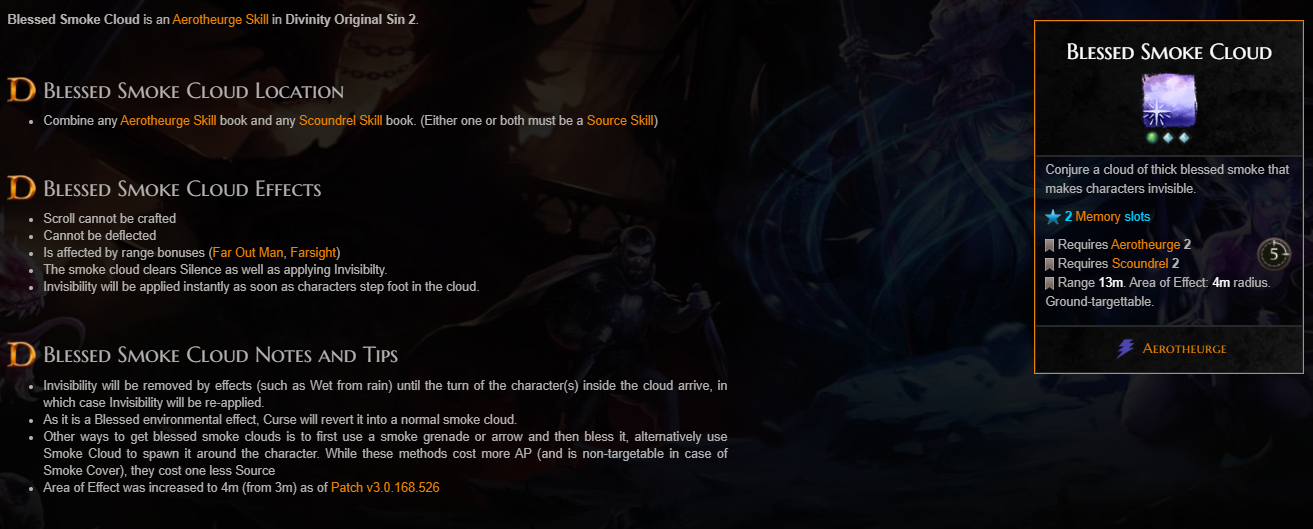 Blessed Smoke Cloud is an Aerotheurge Skill in Divinity Original Sin 2.
Blessed Smoke Cloud Location
Combine any Aerotheurge Skill book and any Scoundrel Skill book. (Either one or both must be a Source Skill)
Blessed Smoke Cloud Effects
Scroll cannot be crafted
Cannot be deflected
Is affected by range bonuses (Far Out Man, Farsight)
The smoke cloud clears Silence as well as applying Invisibilty.
Invisibility will be applied instantly as soon as characters step foot in the cloud.
Blessed Smoke Cloud Notes and Tips
Invisibility will be removed by effects (such as Wet from rain) until the turn of the character(s) inside the cloud arrive, in
which case Invisibility will be re-applied.
As it is a Blessed environmental effect, Curse will revert it into a normal smoke cloud.
Other ways to get blessed smoke clouds is to first use a smoke grenade or arrow and then bless it, alternatively use
Smoke Cloud to spawn it around the character. While these methods cost more AP (and is non-targetable in case of
Smoke Cover), they cost one less Source
Area of Effect was increased to 4m (from 3m) as of Patch v3.0.168.526
Blessed Smoke Cloud
Conjure a cloud of thick blessed smoke that
makes characters invisible.
2 Memory slots
Requires Aerotheurge 2
Requires Scoundrel 2
5
Range 13m. Area of Effect: 4m radius.
Ground-targettable.
Aerotheurge